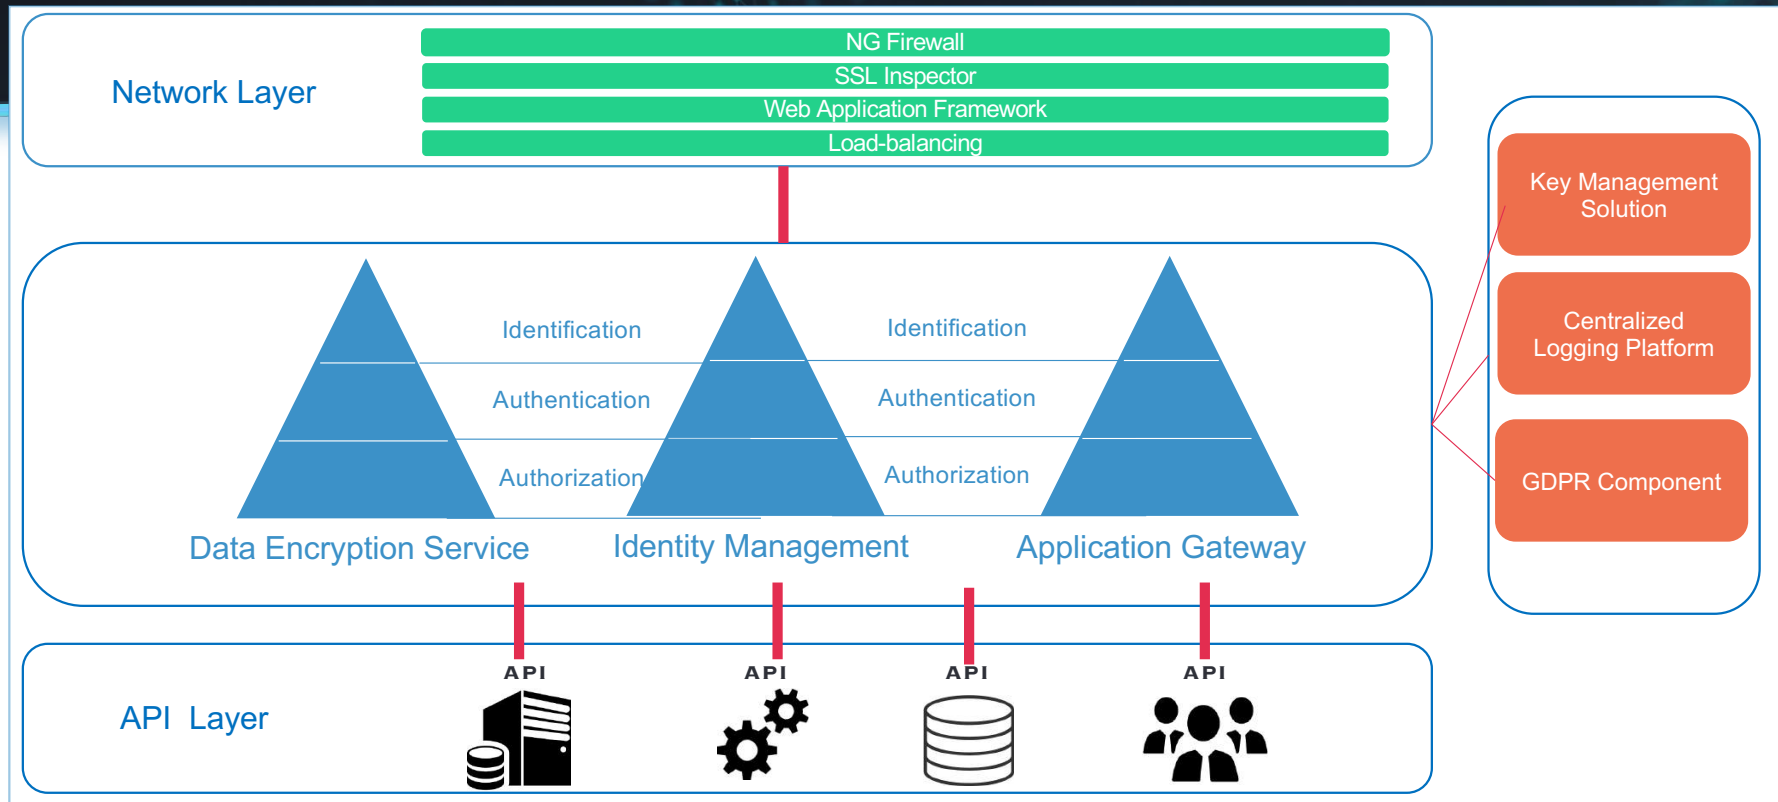 NG Firewall
SSL Inspector
Network Layer
Web Application Framework
Load-balancing
Key Management
Solution
Centralized
Logging Platform
GDPR Component
Identification
Identification
Authentication
Authentication
Authorization
Authorization
Data Encryption Service
Identity Management
Application Gateway
API
API
API
API
API Layer